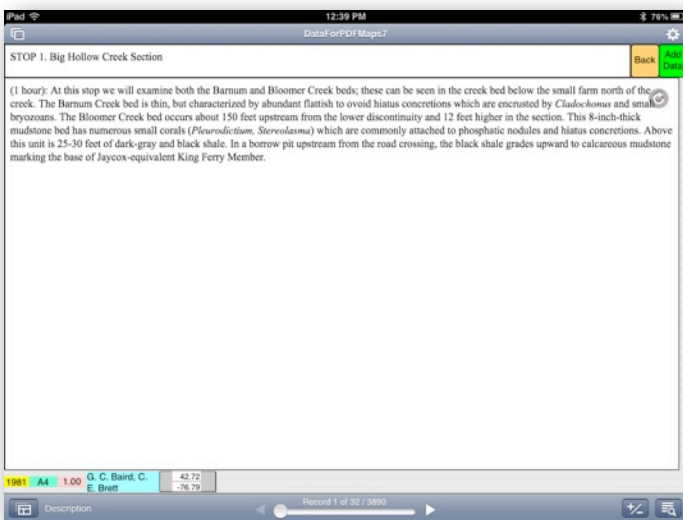 iPad 12:39 PM 76%
DataForPDFMaps7
STOP 1. Big Hollow Creek Section
Back
Add
Data
(1 hour): At this stop we will examine both the Barnum and Bloomer Creek beds; these can be seen in the creek bed below the small farm north of the
creek. The Barnum Creek bed is thin, but characterized by abundant flattish to ovoid hiatus concretions which are encrusted by Cladochonus and small
bryozoans. The Bloomer Creek bed occurs about 150 feet upstream from the lower discontinuity and 12 feet higher in the section. This 8-inch-thick
mudstone bed has numerous small corals (Pleurodictium, Stereolasma) which are commonly attached to phosphatic nodules and hiatus concretions. Above
this unit is 25-30 feet of dark-gray and black shale. In a borrow pit upstream from the road crossing, the black shale grades upward to calcareous mudstone
marking the base of Jaycox-equivalent King Ferry Member.
1981 A4 1.00
G. C. Baird, C.
E. Brett
42.72
-76.79
Description
Record 1 of 32 / 3890